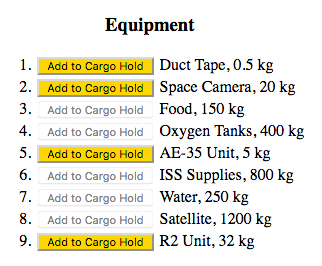 Equipment
1. Add to Cargo Hold Duct Tape, 0.5 kg
2. Add to Cargo Hold Space Camera, 20 kg
3. Add to Cargo Hold Food, 150 kg
4. Add to Cargo Hold Oxygen Tanks, 400 kg
5. Add to Cargo Hold AE-35 Unit, 5 kg
6. Add to Cargo Hold ISS Supplies, 800 kg
7. Add to Cargo Hold Water, 250 kg
8. Add to Cargo Hold Satellite, 1200 kg
9. Add to Cargo Hold R2 Unit, 32 kg